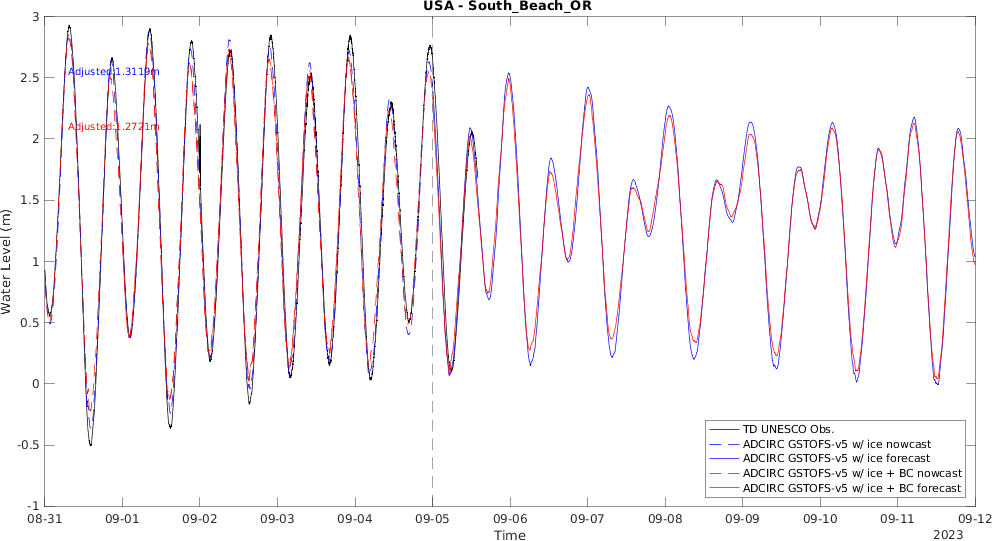 USA - South_Beach_OR
3
2.5
2
1.5
1
0.5
0
-0.5
-1
Water Level (m)
Adjusted:1.3119m
Adjusted:1.2721m
TD UNESCO Obs.
ADCIRC GSTOFS-v5 w/ ice nowcast
ADCIRC GSTOFS-v5 w/ ice forecast
ADCIRC GSTOFS-v5 w/ ice + BC nowcast
ADCIRC GSTOFS-v5 w/ ice + BC forecast
08-31 09-01 09-02 09-03 09-04 09-05 09-06 09-07 09-08 09-09 09-10 09-11 09-12
Time
2023